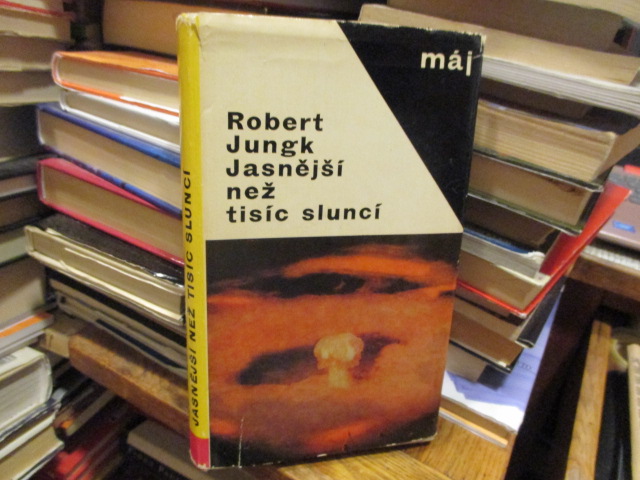 máj
Robert
Jungk
Jasnější
než
tisíc sluncí
JASNĚJŠÍ NEŽ TISÍC SLUNCÍ